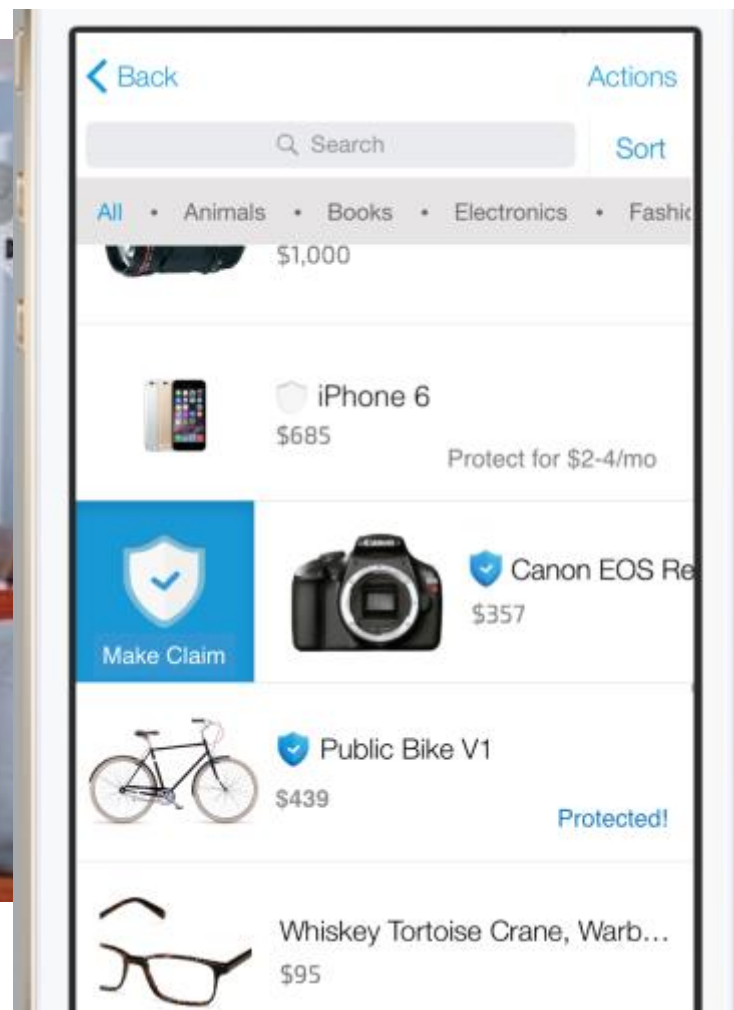 Back
Actions
Search
Sort
All • Animals • Books • Electronics • Fashic
$1,000
iPhone 6
$685
Protect for $2-4/mo
Canon
Canon EOS Re
$357
Make Claim
Public Bike V1
$439
Protected!
Whiskey Tortoise Crane, Warb...
$95